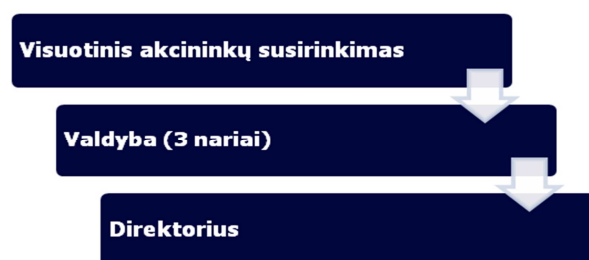 Visuotinis akcininkų susirinkimas
Valdyba (3 nariai)
Direktorius